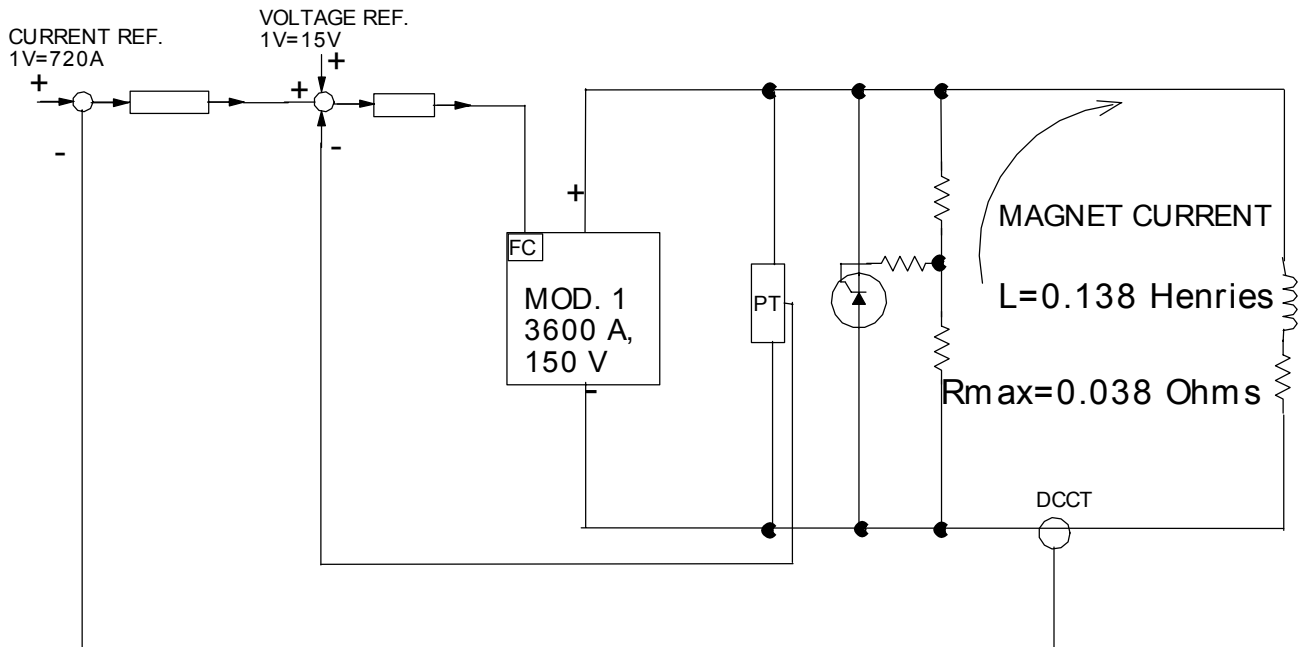 VOLTAGE REF.
1V=15V
CURRENT REF.
1V=720A
+
+
+
-
-
+
FC
MOD. 1
3600 A,
150 V
-
PT
MAGNET CURRENT
L=0.138 Henries
Rmax=0.038 Ohms
DCCT